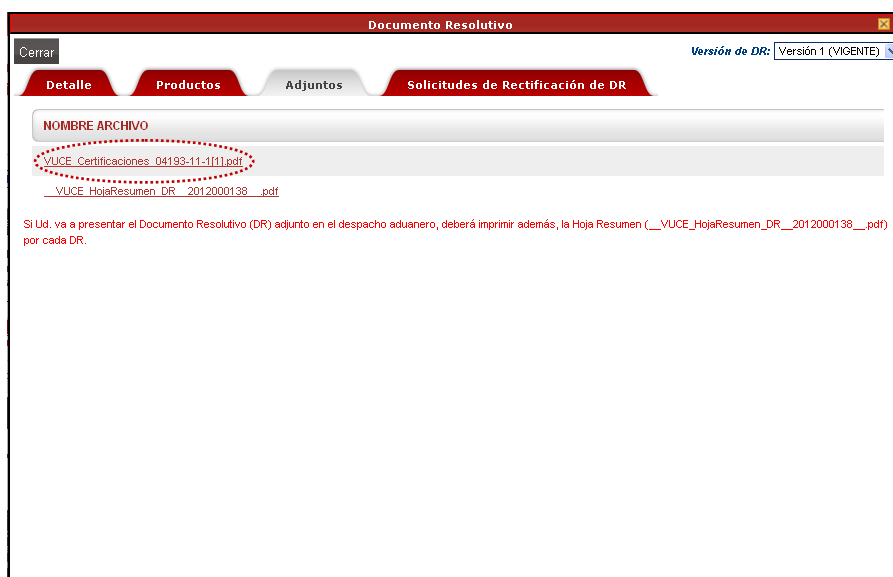 Documento Resolutivo
Cerrar
Versión de DR: Versión 1 (VIGENTE)
Detalle Productos Adjuntos Solicitudes de Rectificación de DR
NOMBRE ARCHIVO
VUCE_Certificaciones_04193-11-1[1].pdf
__VUCE_HojaResumen_DR__2012000138__.pdf
Si Ud. va a presentar el Documento Resolutivo (DR) adjunto en el despacho aduanero, deberá imprimir además, la Hoja Resumen (__VUCE_HojaResumen_DR__2012000138__.pdf)
por cada DR.